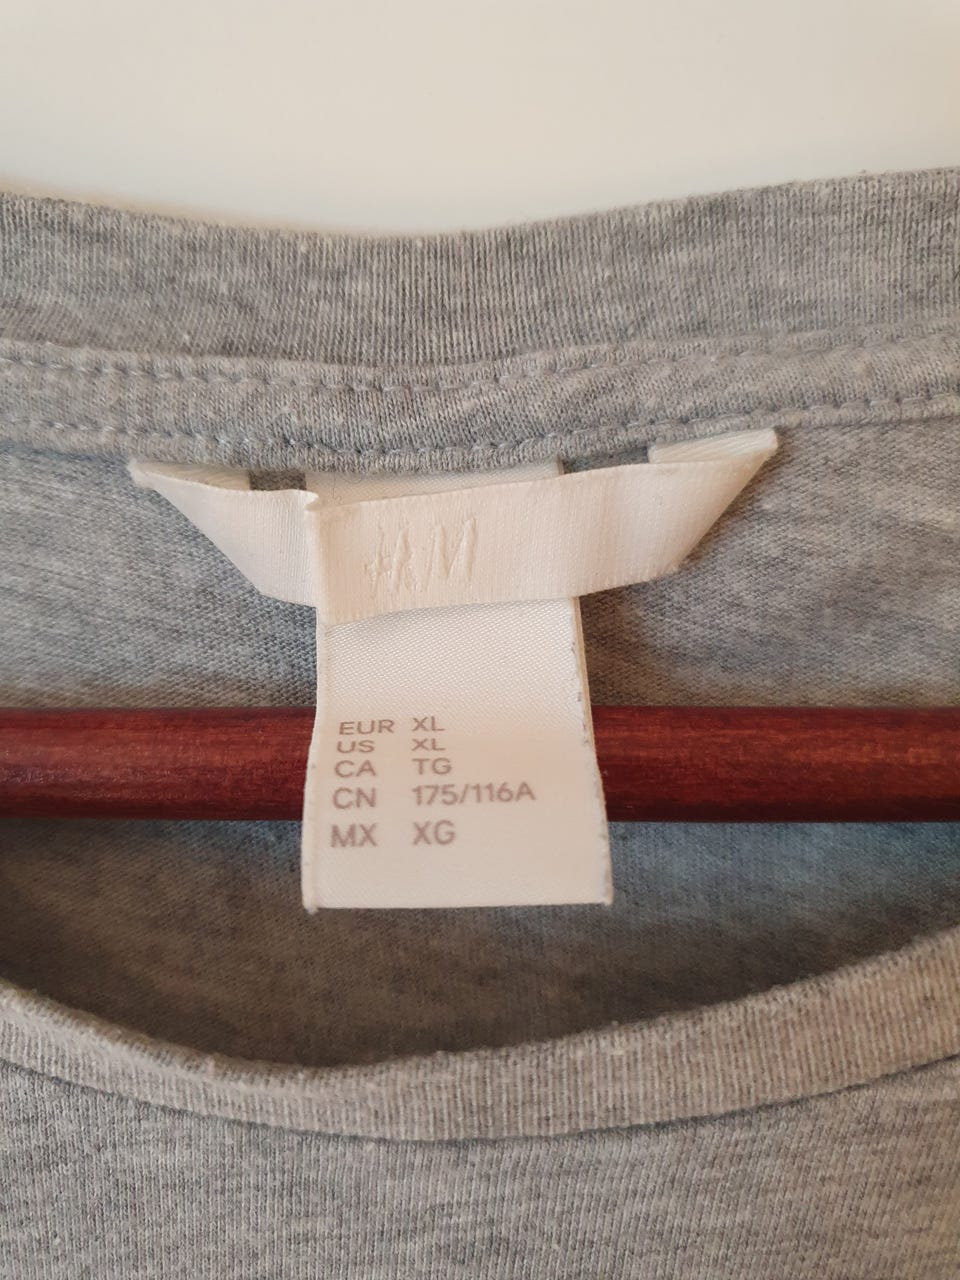 H&M
EUR XL
US XL
CA TG
CN 175/116A
MX XG